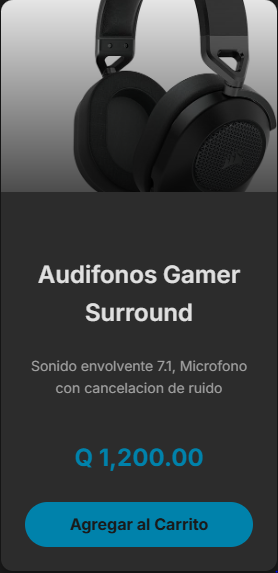 Audifonos Gamer
Surround
Sonido envolvente 7.1, Microfono
con cancelacion de ruido
Q 1,200.00
Agregar al Carrito